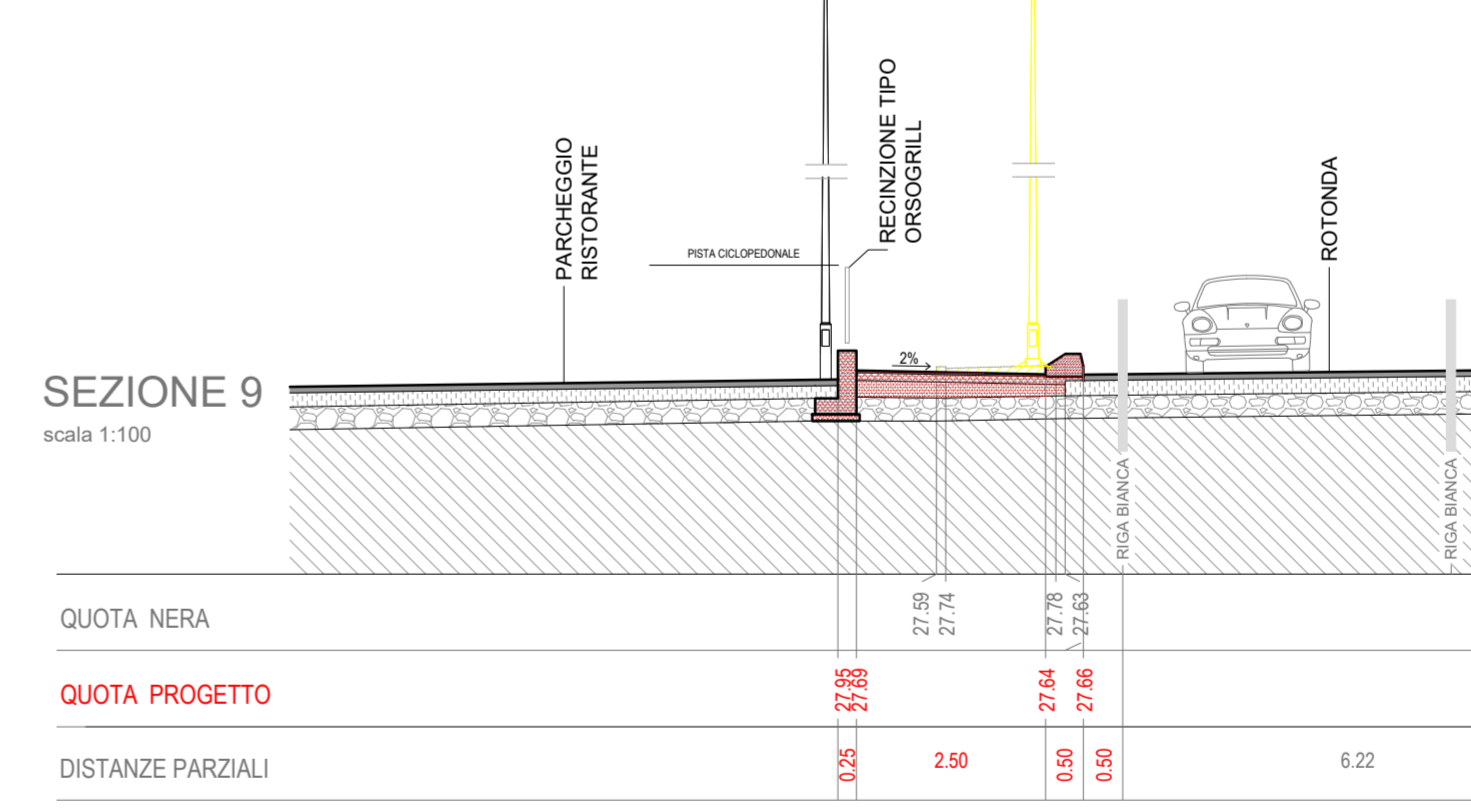 PARCHEGGIO
RISTORANTE
PISTA CICLOPEDONALE
RECINZIONE TIPO
ORSOGRILL
ROTONDA
2%
SEZIONE 9
scala 1:100
RIGA BIANCA
RIGA BIANCA
QUOTA NERA
27.59
27.74
27.78
27.63
QUOTA PROGETTO
27.95
27.69
27.64
27.66
DISTANZE PARZIALI
0.25
2.50
0.50
0.50
6.22